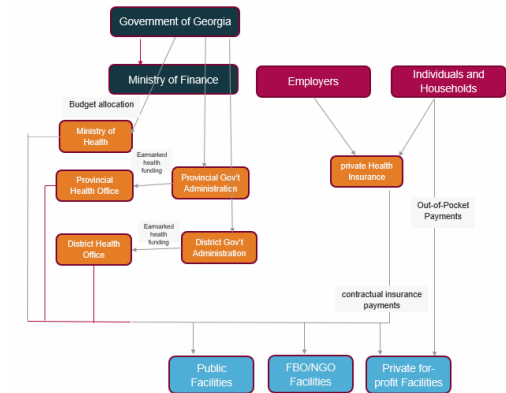 Government of Georgia
Ministry of Finance
Employers
Individuals and
Households
Budget allocation
Ministry of
Health
Earmarked
health
funding
Provincial
Health Office
Provincial Gov't
Administration
private Health
Insurance
Out-of-Pocket
Payments
Earmarked
health
funding
District Health
Office
District Gov't
Administration
contractual insurance
payments
Public
Facilities
FBO/NGO
Facilities
Private for-
profit Facilities